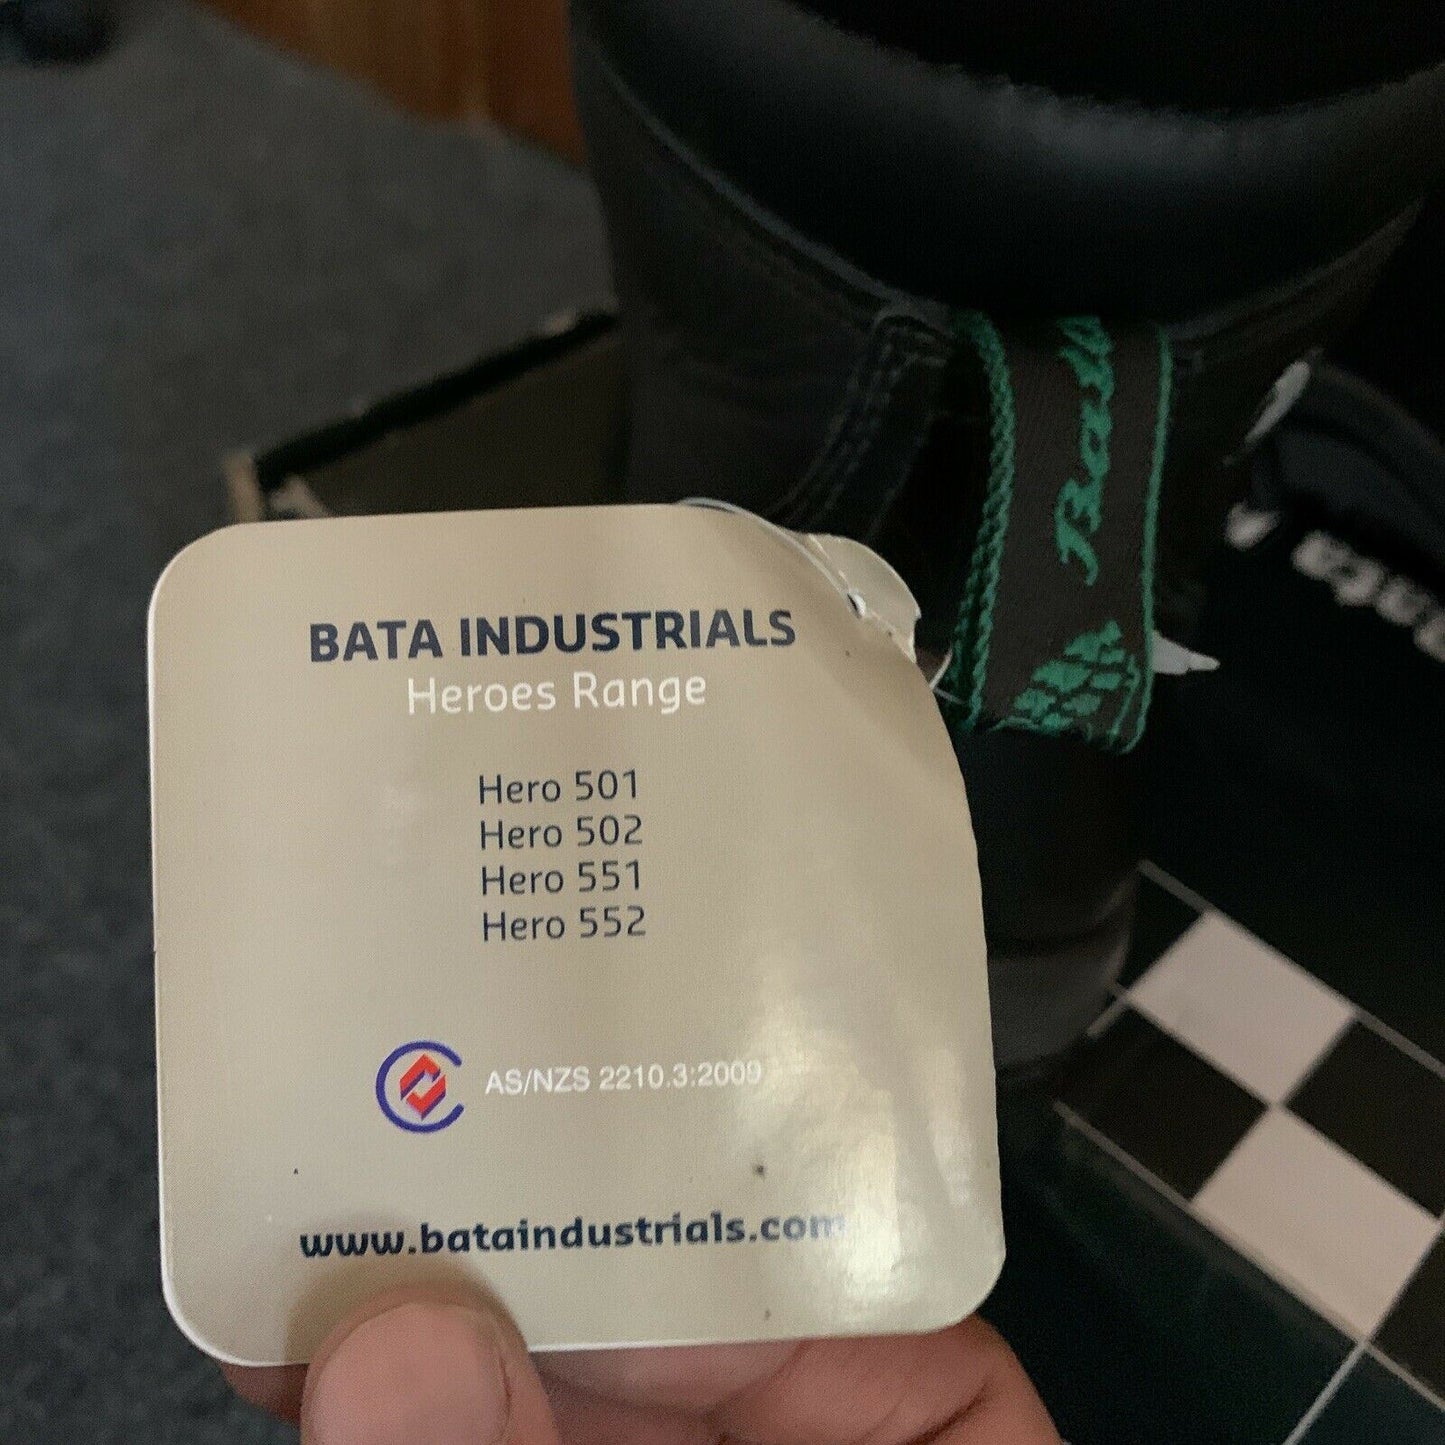 BATA INDUSTRIALS
Heroes Range
Hero 501
Hero 502
Hero 551
Hero 552
AS/NZS 2210.3:2009
www.bataindustrials.com
Bata